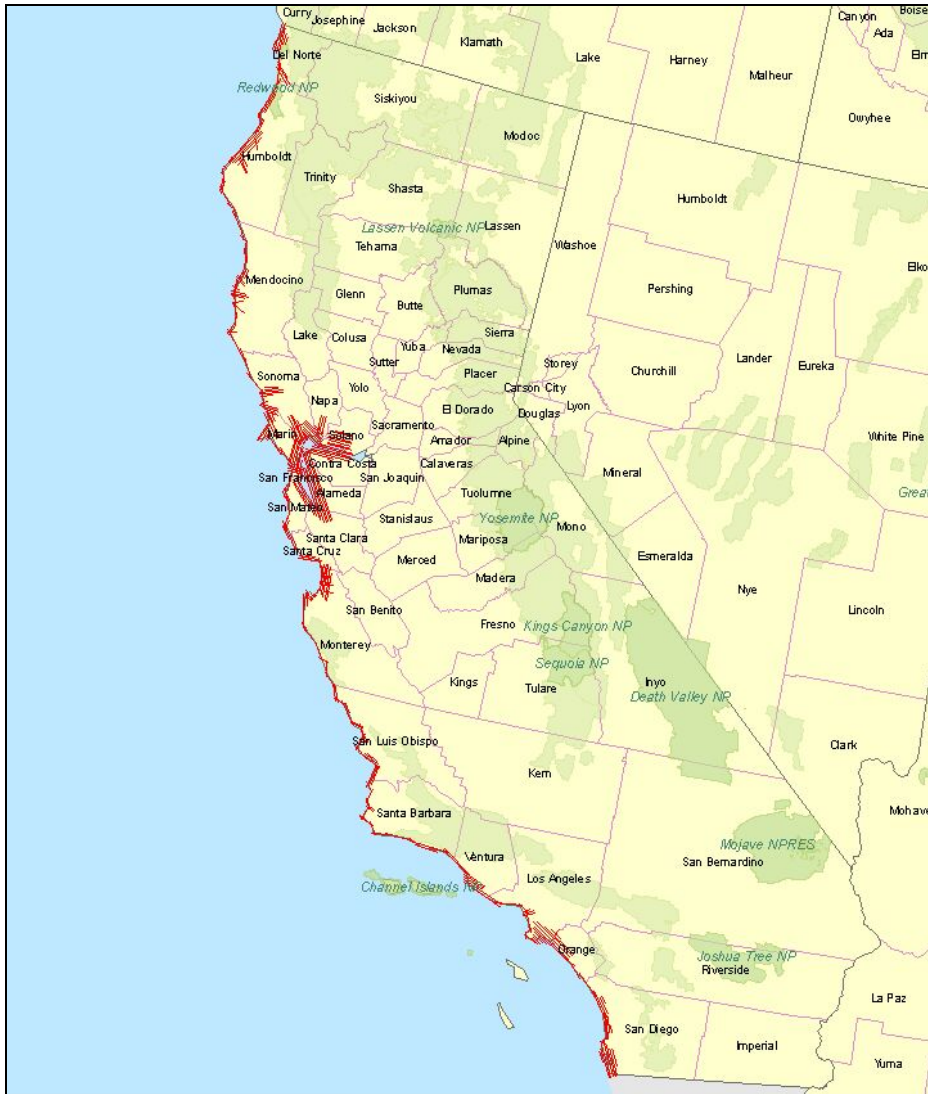 Curry
Josephine
Jackson
Klamath
Lake
Harney
Malheur
Canyon
Ada
Boise
Elm
Owyhee
Del Norte
Redwood NP
Siskiyou
Modoc
Humboldt
Trinity
Shasta
Lassen
Lassen Volcanic NP
Washoe
Humboldt
Elko
Tehama
Plumas
Pershing
Mendocino
Glenn
Butte
Sierra
Lake
Colusa
Yuba
Nevada
Sutter
Placer
Storey
Churchill
Lander
Eureka
Sonoma
Napa
Yolo
Carson City
El Dorado
Douglas
Lyon
Sacramento
Marin
Solano
Amador
Alpine
White Pine
Contra Costa
San Joaquin
Calaveras
Mineral
San Francisco
Alameda
Tuolumne
Great
San Mateo
Stanislaus
Yosemite NP
Mono
Santa Clara
Mariposa
Santa Cruz
Merced
Esmeralda
Madera
Nye
San Benito
Fresno
Kings Canyon NP
Lincoln
Monterey
Sequoia NP
Kings
Tulare
Inyo
Death Valley NP
San Luis Obispo
Kern
Clark
Santa Barbara
Mohave
Ventura
Mojave NPRES
San Bernardino
Los Angeles
Channel Islands NP
Orange
Joshua Tree NP
Riverside
La Paz
San Diego
Imperial
Yuma